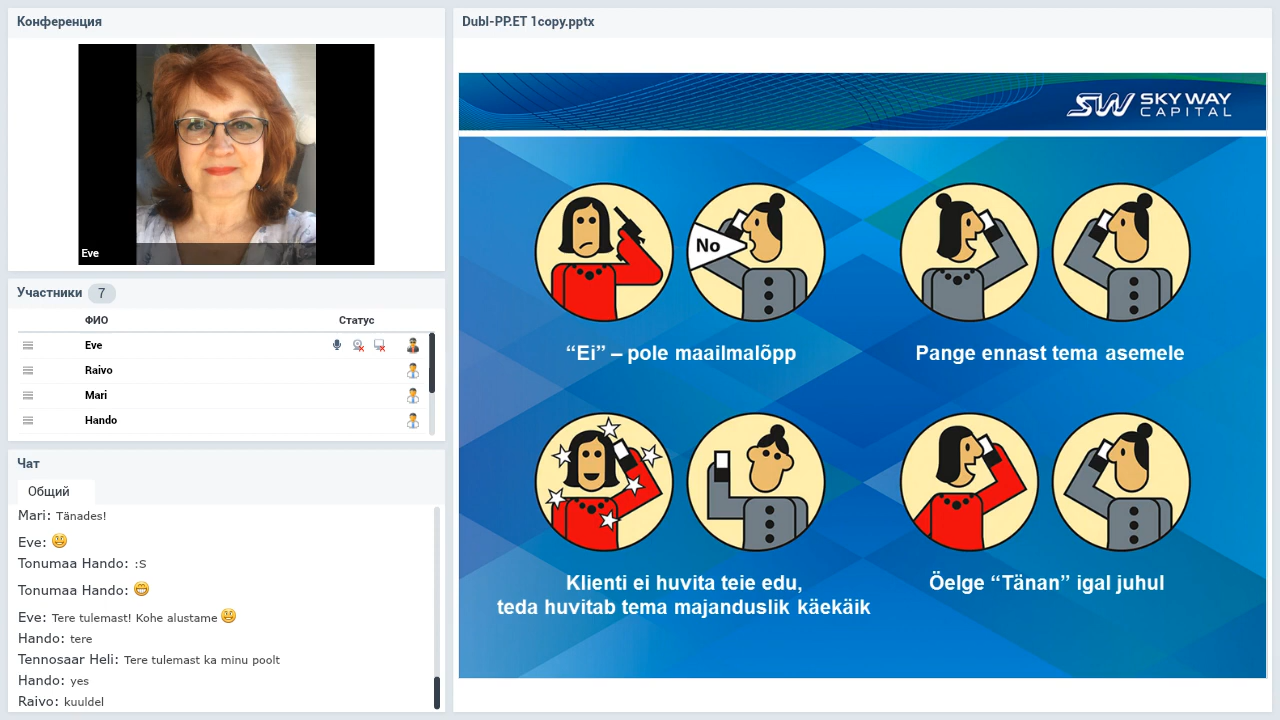 Конференция
Eve
Участники 7
ФИО Статус
Eve
Raivo
Mari
Hando
Чат
Общий
Mari: Tänades!
Eve:
Tonumaa Hando: :S
Tonumaa Hando:
Eve: Tere tulemast! Kohe alustame
Hando: tere
Tennosaar Heli: Tere tulemast ka minu poolt
Hando: yes
Raivo: kuuldel
Dubl-PP.ET 1copy.pptx
SW SKY WAY
CAPITAL
No
“Ei” – pole maailmalõpp
Pange ennast tema asemele
Klienti ei huvita teie edu,
teda huvitab tema majanduslik käekäik
Öelge “Tänan” igal juhul